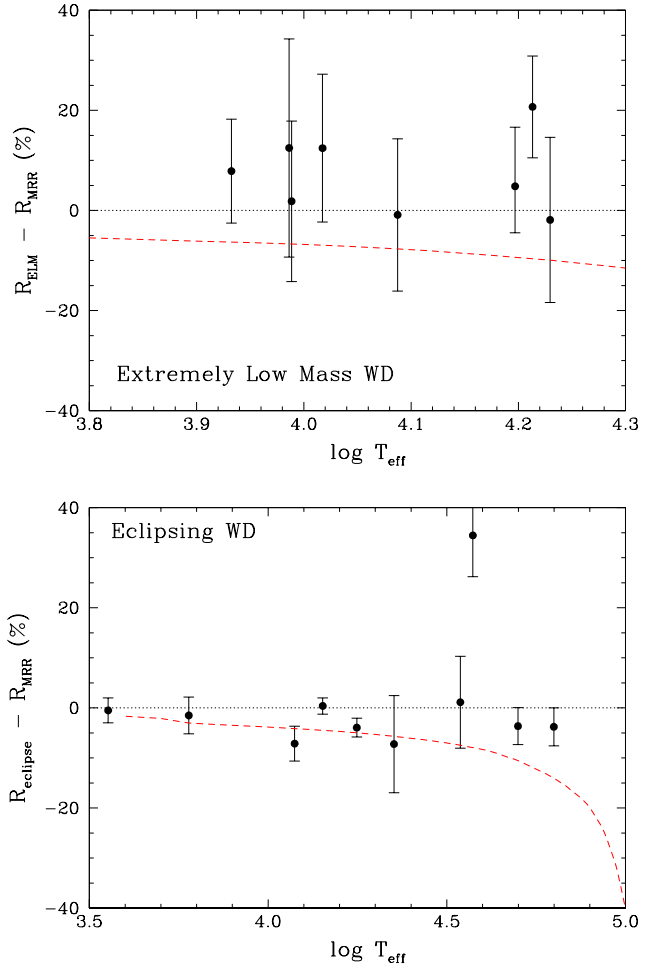 40
20
0
−20
−40
R_ELM − R_MRR (%)
Extremely Low Mass WD
3.8 3.9 4.0 4.1 4.2 4.3
log T_eff
40
20
0
−20
−40
R_eclipse − R_MRR (%)
Eclipsing WD
3.5 4.0 4.5 5.0
log T_eff